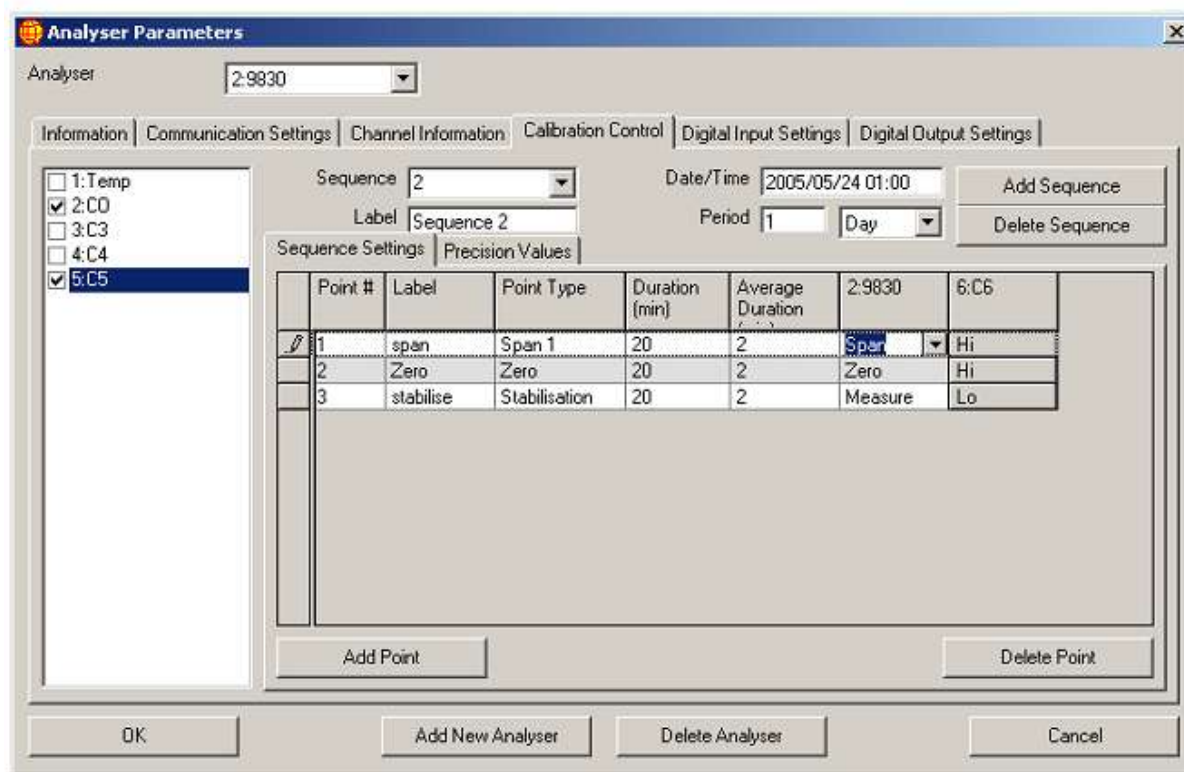 Analyser Parameters
Analyser 2:9830
Information Communication Settings Channel Information Calibration Control Digital Input Settings Digital Output Settings
1:Temp
2:CO
3:C3
4:C4
5:C5
Sequence 2 Date/Time 2005/05/24 01:00 Add Sequence
Label Sequence 2 Period 1 Day Delete Sequence
Sequence Settings Precision Values
Point # Label Point Type Duration (min) Average Duration 2:9830 6:C6
1 span Span 1 20 2 Span Hi
2 Zero Zero 20 2 Zero Hi
3 stabilise Stabilisation 20 2 Measure Lo
Add Point Delete Point
OK Add New Analyser Delete Analyser Cancel